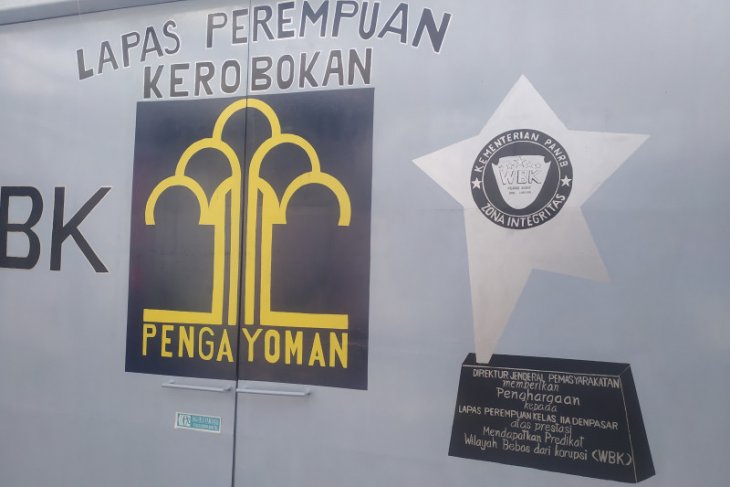 LAPAS PEREMPUAN
KEROBOKAN
BK
PENGAYOMAN
KEMENTERIAN PANRB
WBK
ZONA INTEGRITAS
DIREKTUR JENDERAL PEMASYARAKATAN
memberikan
Penghargaan
kepada
LAPAS PEREMPUAN KELAS IIA DENPASAR
atas prestasi
Mendapatkan Predikat
Wilayah Bebas dari korupsi <WBK>